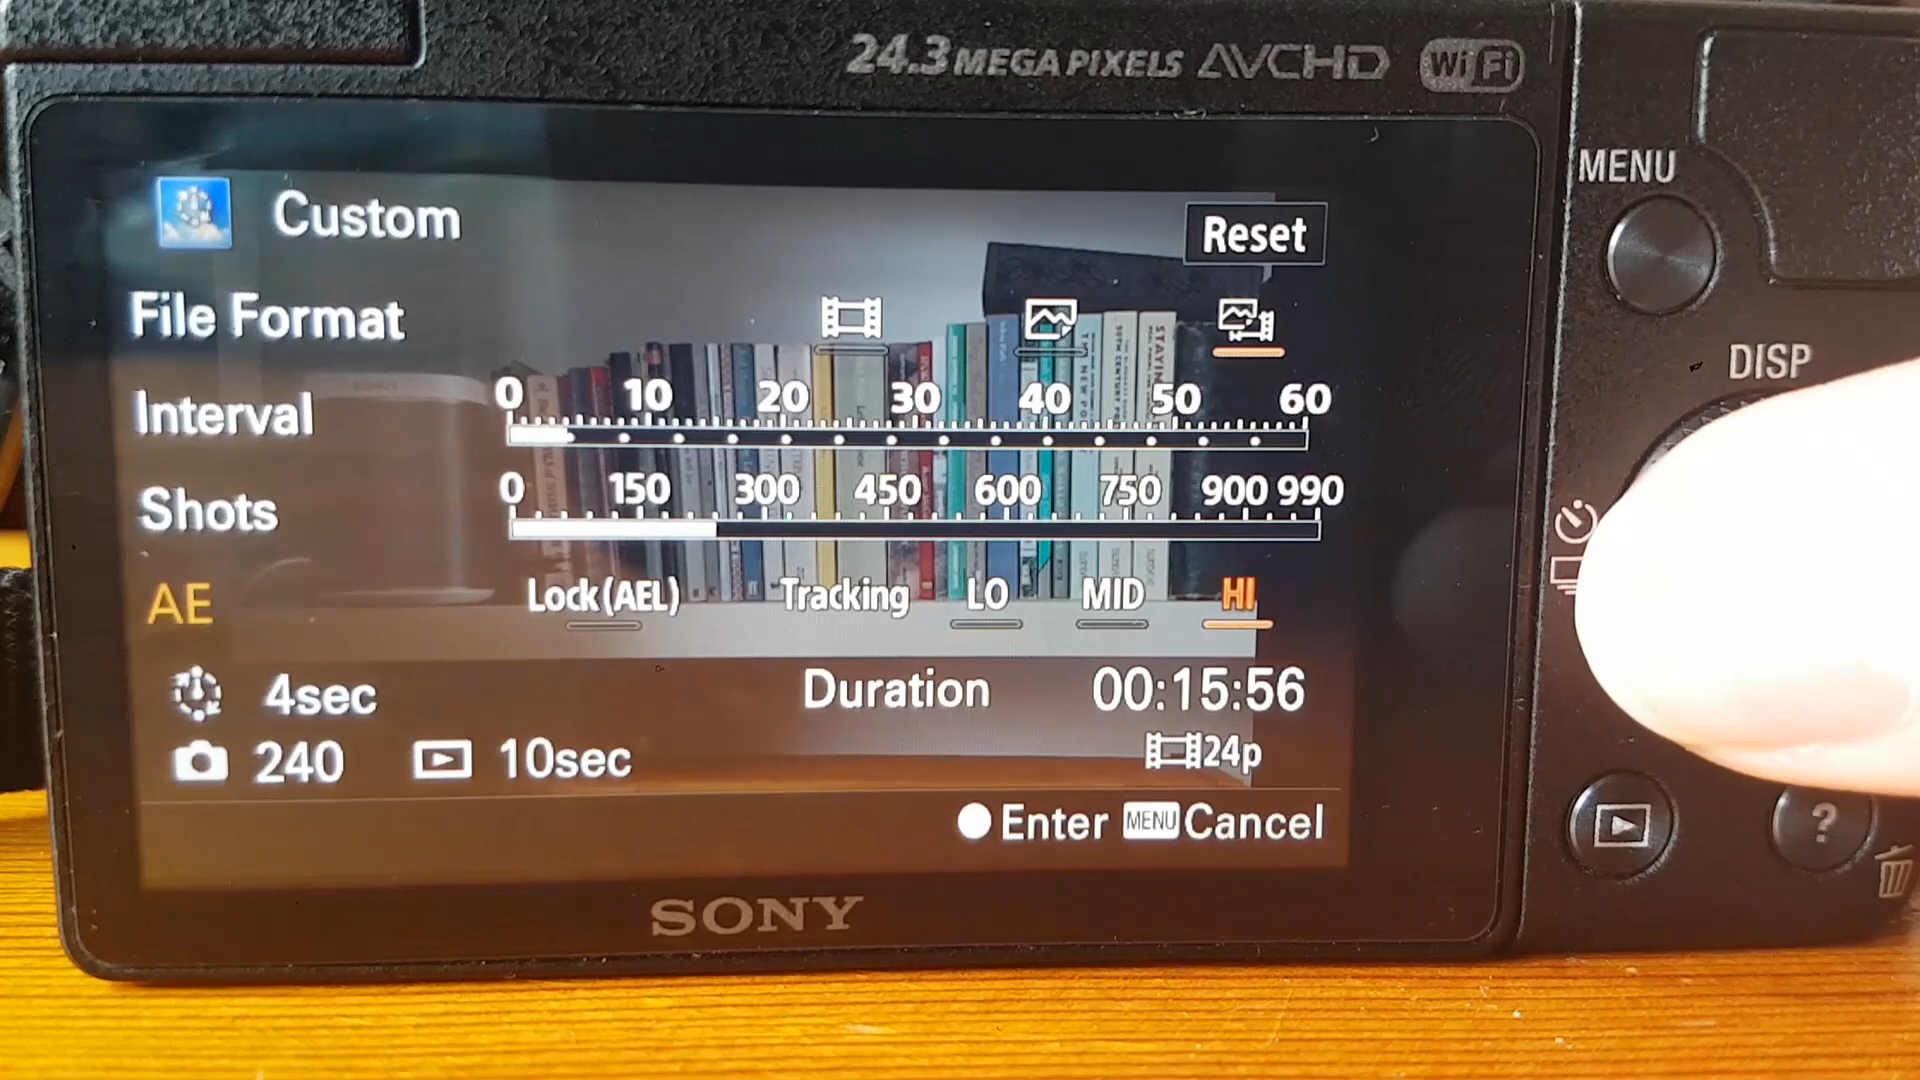 24.3 MEGA PIXELS AVCHD Wi Fi
MENU
Custom
Reset
File Format
DISP
Interval
0 10 20 30 40 50 60
Shots
0 150 300 450 600 750 900 990
AE
Lock(AEL) Tracking LO MID HI
4sec
Duration 00:15:56
240 10sec
24p
?
Enter MENU Cancel
SONY